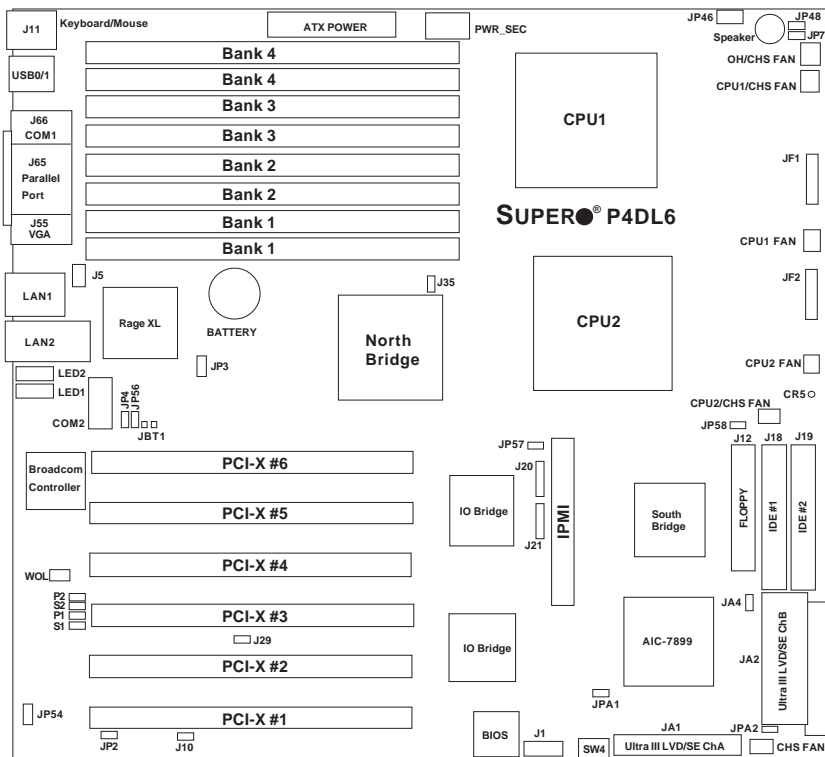 J11
Keyboard/Mouse
ATX POWER
PWR_SEC
JP46
JP48
Speaker
JP7
USB0/1
Bank 4
Bank 4
Bank 3
Bank 3
Bank 2
Bank 2
Bank 1
Bank 1
OH/CHS FAN
CPU1/CHS FAN
CPU1
J66
COM1
J65
Parallel
Port
J55
VGA
JF1
SUPER® P4DL6
CPU1 FAN
J5
J35
JF2
LAN1
Rage XL
BATTERY
North
Bridge
CPU2
LAN2
JP3
CPU2 FAN
LED2
LED1
COM2
JP4
JP56
JBT1
CR5
CPU2/CHS FAN
JP58
J12
J18
J19
FLOPPY
IDE #1
IDE #2
Broadcom
Controller
PCI-X #6
PCI-X #5
PCI-X #4
PCI-X #3
PCI-X #2
PCI-X #1
JP57
J20
J21
IPMI
IO Bridge
South
Bridge
WOL
P2
S2
P1
S1
J29
IO Bridge
AIC-7899
JA4
JA2
Ultra III LVD/SE ChB
JPA1
JP54
JP2
J10
BIOS
J1
SW4
JA1
Ultra III LVD/SE ChA
JPA2
CHS FAN